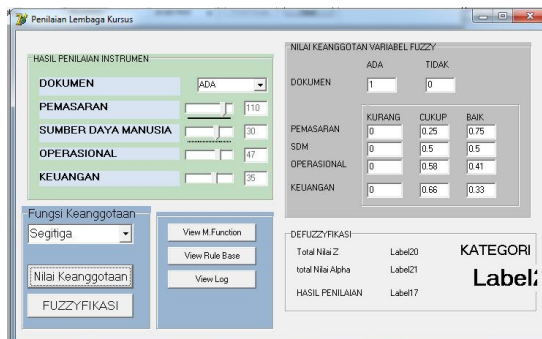 Penilaian Lembaga Kursus
HASIL PENILAIAN INSTRUMEN
DOKUMEN ADA
PEMASARAN 110
SUMBER DAYA MANUSIA 30
OPERASIONAL 47
KEUANGAN 35
NILAI KEANGGOTAN VARIABEL FUZZY
ADA TIDAK
DOKUMEN 1 0
KURANG CUKUP BAIK
PEMASARAN 0 0.25 0.75
SDM 0 0.5 0.5
OPERASIONAL 0 0.58 0.41
KEUANGAN 0 0.66 0.33
Fungsi Keanggotaan
Segitiga
Nilai Keanggotaan
FUZZYFIKASI
View M.Function
View Rule Base
View Log
DEFUZZYFIKASI
Total Nilai Z Label20
total Nilai Alpha Label21
HASIL PENILAIAN Label17
KATEGORI
Label2